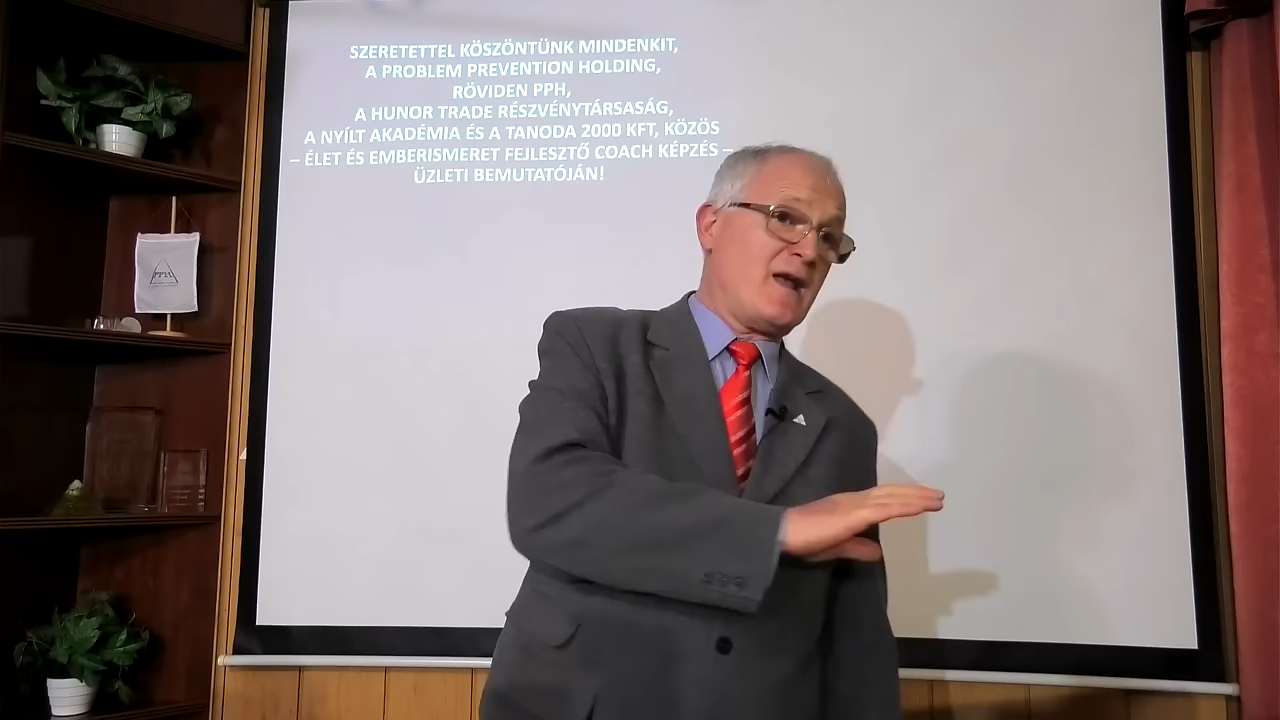 SZERETETTEL KÖSZÖNTÜNK MINDENKIT,
A PROBLEM PREVENTION HOLDING,
RÖVIDEN PPH,
A HUNOR TRADE RÉSZVÉNYTÁRSASÁG,
A NYÍLT AKADÉMIA ÉS A TANODA 2000 KFT, KÖZÖS
– ÉLET ÉS EMBERISMERET FEJLESZTŐ COACH KÉPZÉS –
ÜZLETI BEMUTATÓJÁN!